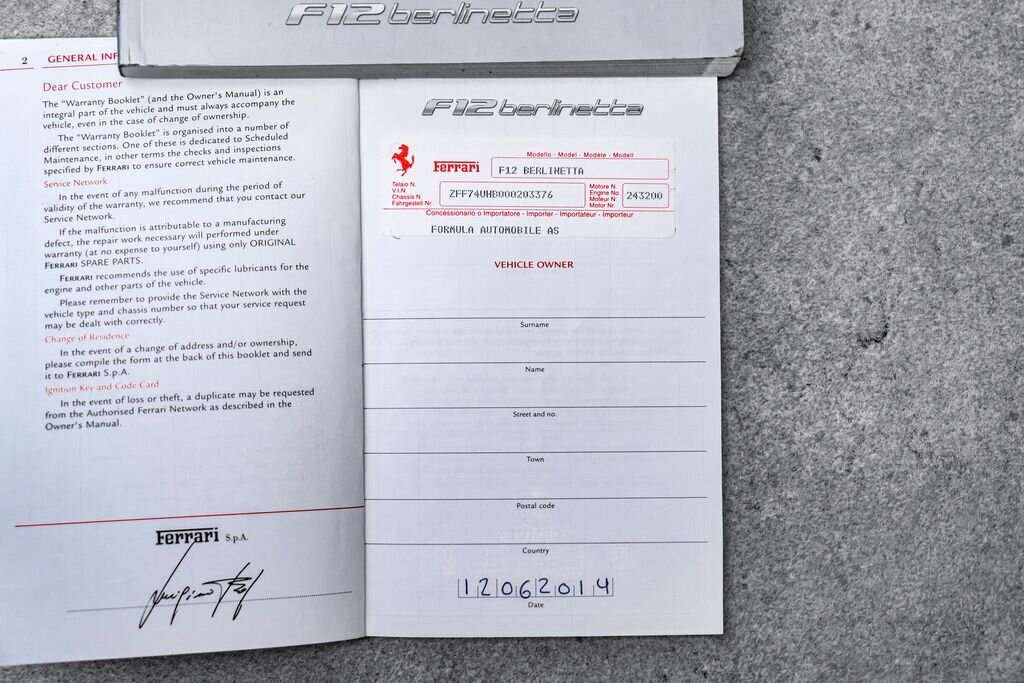 F12 berlinetta
2 GENERAL INF
Dear Customer
The "Warranty Booklet" (and the Owner's Manual) is an
integral part of the vehicle and must always accompany the
vehicle, even in the case of change of ownership.
The "Warranty Booklet" is organised into a number of
different sections. One of these is dedicated to Scheduled
Maintenance, in other terms the checks and inspections
specified by FERRARI to ensure correct vehicle maintenance.
Service Network
In the event of any malfunction during the period of
validity of the warranty, we recommend that you contact our
Service Network.
If the malfunction is attributable to a manufacturing
defect, the repair work necessary will performed under
warranty (at no expense to yourself) using only ORIGINAL
FERRARI SPARE PARTS.
FERRARI recommends the use of specific lubricants for the
engine and other parts of the vehicle.
Please remember to provide the Service Network with the
vehicle type and chassis number so that your service request
may be dealt with correctly.
Change of Residence
In the event of a change of address and/or ownership,
please compile the form at the back of this booklet and send
it to FERRARI S.p.A.
Ignition Key and Code Card
In the event of loss or theft, a duplicate may be requested
from the Authorised Ferrari Network as described in the
Owner's Manual.
Ferrari S.p.A.
F12 berlinetta
Modello - Model - Modèle - Modell
Ferrari F12 BERLINETTA
Telaio N.
V.I.N.
Chassis N.
Fahrgestell Nr.
ZFF74UHB000203376
Motore N.
Engine No.
Moteur N.
Motor Nr.
243200
Concessionario o Importatore - Importer - Importateur - Importeur
FORMULA AUTOMOBILE AS
VEHICLE OWNER
Surname
Name
Street and no.
Town
Postal code
Country
12062014
Date